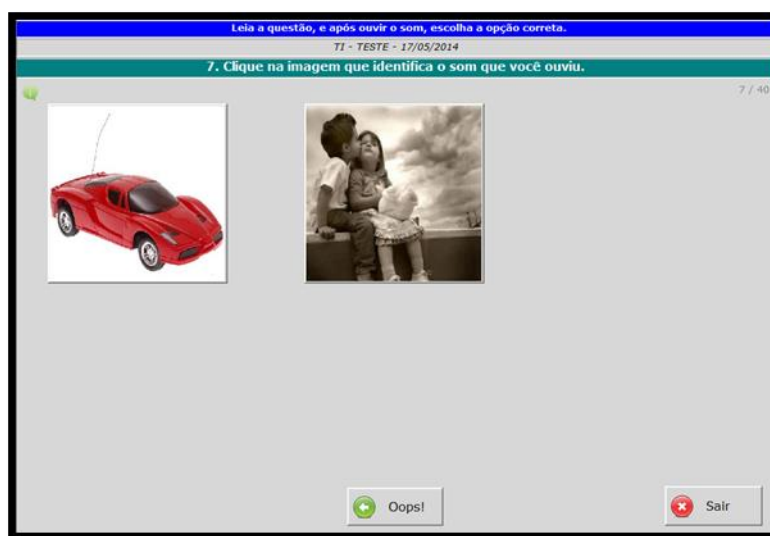 Leia a questão, e após ouvir o som, escolha a opção correta.
TI - TESTE - 17/05/2014
7. Clique na imagem que identifica o som que você ouviu.
7 / 40
Oops!
Sair